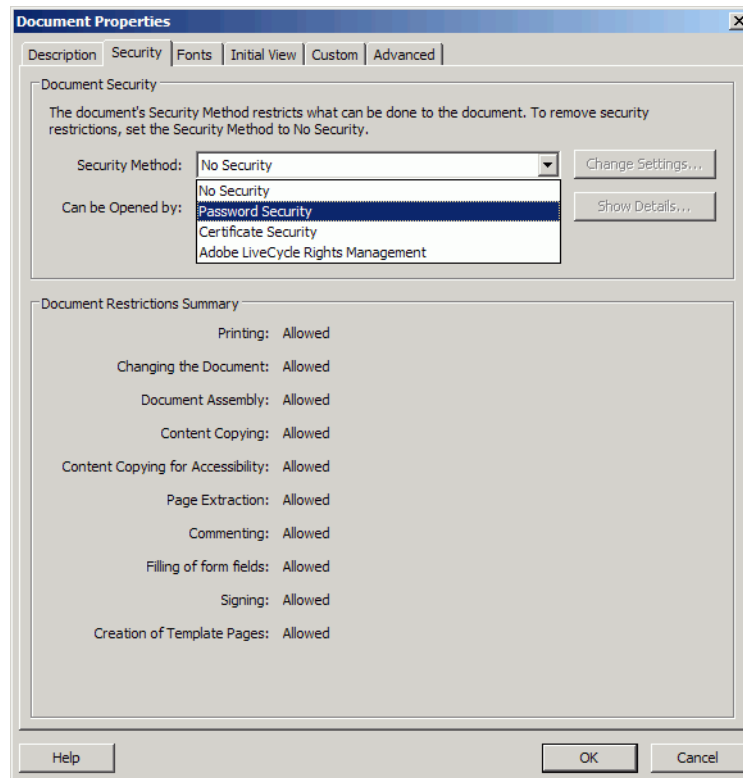 Document Properties
Description Security Fonts Initial View Custom Advanced
Document Security
The document's Security Method restricts what can be done to the document. To remove security
restrictions, set the Security Method to No Security.
Security Method: No Security Change Settings...
No Security
Can be Opened by: Password Security Show Details...
Certificate Security
Adobe LiveCycle Rights Management
Document Restrictions Summary
Printing: Allowed
Changing the Document: Allowed
Document Assembly: Allowed
Content Copying: Allowed
Content Copying for Accessibility: Allowed
Page Extraction: Allowed
Commenting: Allowed
Filling of form fields: Allowed
Signing: Allowed
Creation of Template Pages: Allowed
Help OK Cancel